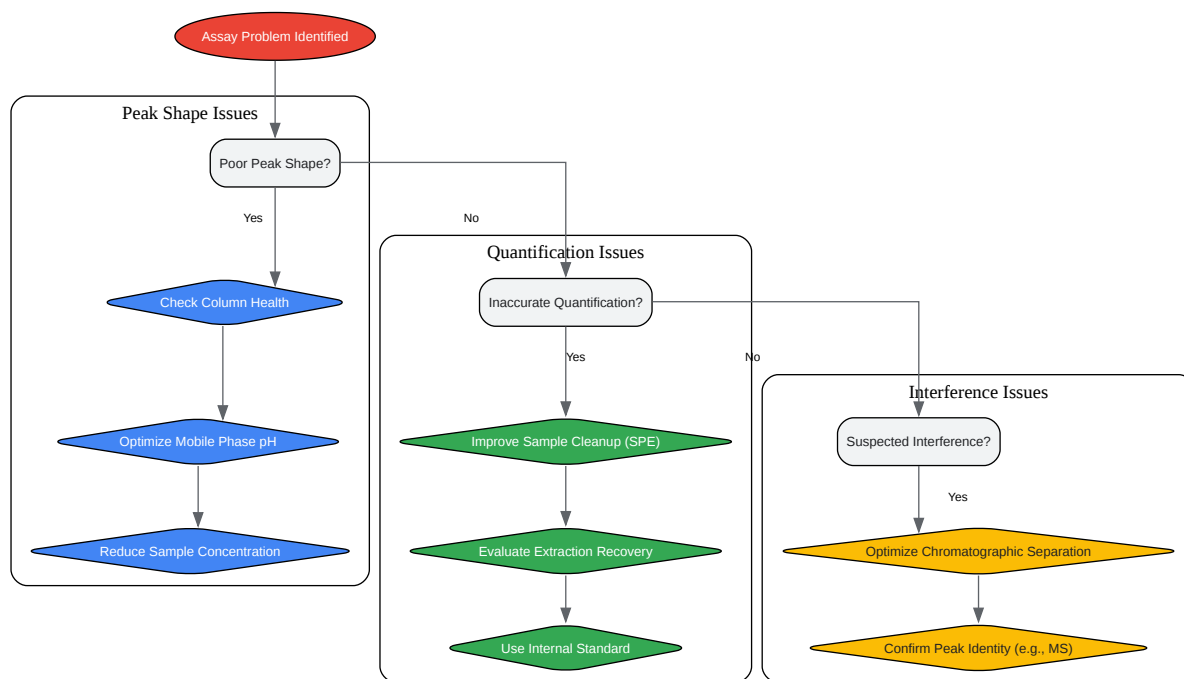 Assay Problem Identified
Peak Shape Issues
Poor Peak Shape?
Yes
No
Check Column Health
Optimize Mobile Phase pH
Reduce Sample Concentration
Quantification Issues
Inaccurate Quantification?
Yes
No
Improve Sample Cleanup (SPE)
Evaluate Extraction Recovery
Use Internal Standard
Interference Issues
Suspected Interference?
Yes
Optimize Chromatographic Separation
Confirm Peak Identity (e.g., MS)